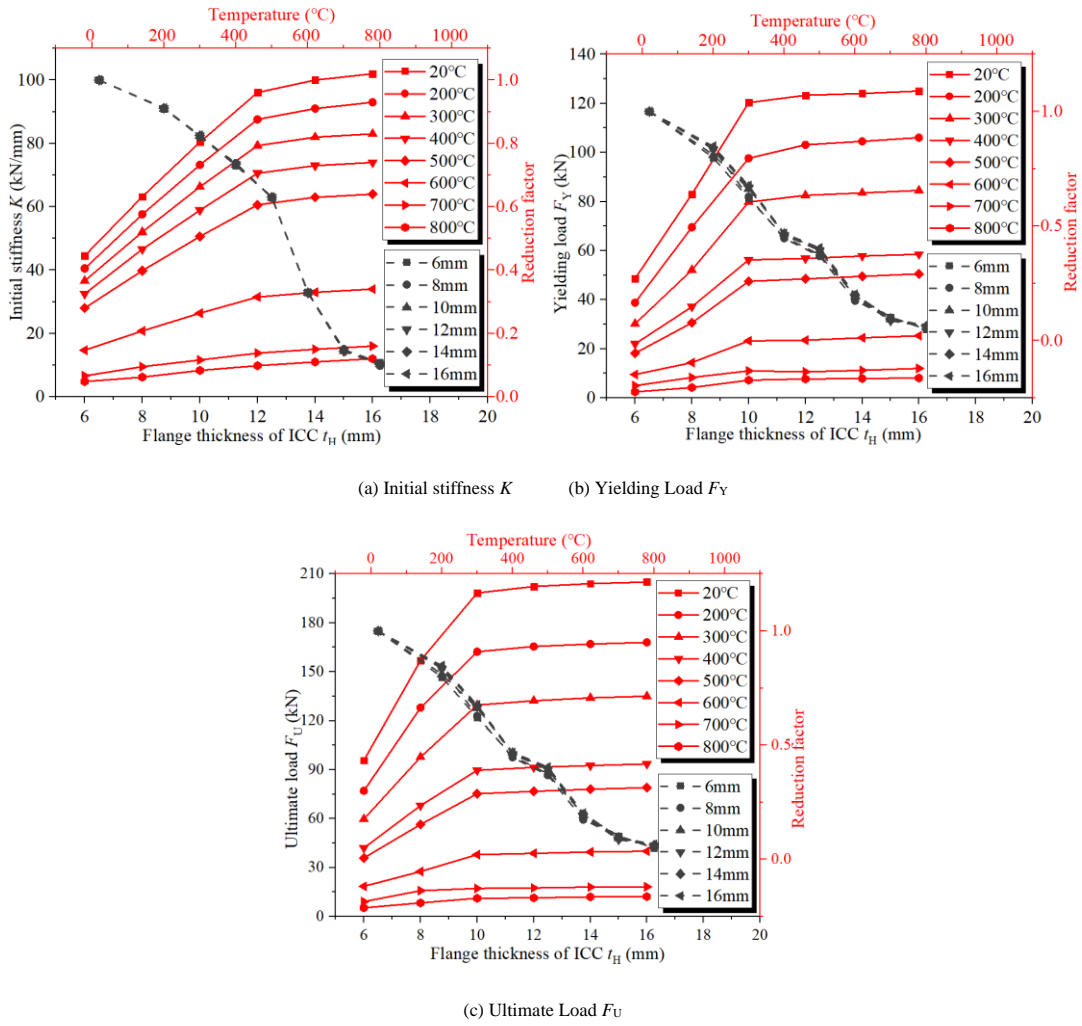 Temperature (°C)
0 200 400 600 800 1000
100
80
60
40
20
0
Initial stiffness K (kN/mm)
1.0
0.8
0.6
0.4
0.2
0.0
Reduction factor
20°C
200°C
300°C
400°C
500°C
600°C
700°C
800°C
6mm
8mm
10mm
12mm
14mm
16mm
6 8 10 12 14 16 18 20
Flange thickness of ICC tH (mm)
Temperature (°C)
0 200 400 600 800 1000
140
120
100
80
60
40
20
0
Yielding load FY (kN)
1.0
0.5
0.0
Reduction factor
20°C
200°C
300°C
400°C
500°C
600°C
700°C
800°C
6mm
8mm
10mm
12mm
14mm
16mm
6 8 10 12 14 16 18 20
Flange thickness of ICC tH (mm)
(a) Initial stiffness K (b) Yielding Load FY
Temperature (°C)
0 200 400 600 800 1000
210
180
150
120
90
60
30
0
Ultimate load FU (kN)
1.0
0.5
0.0
Reduction factor
20°C
200°C
300°C
400°C
500°C
600°C
700°C
800°C
6mm
8mm
10mm
12mm
14mm
16mm
6 8 10 12 14 16 18 20
Flange thickness of ICC tH (mm)
(c) Ultimate Load FU